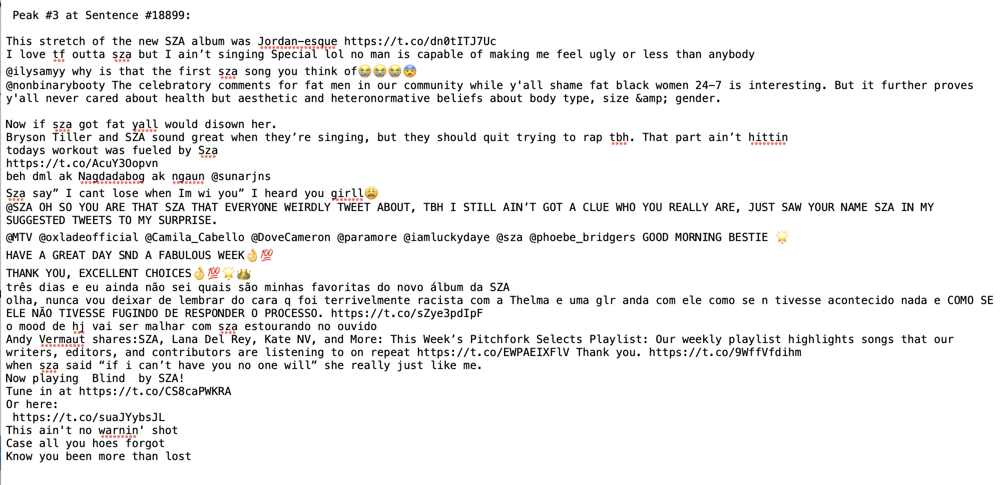 Peak #3 at Sentence #18899:
This stretch of the new SZA album was Jordan-esque https://t.co/dn0tITJ7Uc
I love tf outta sza but I ain’t singing Special lol no man is capable of making me feel ugly or less than anybody
@ilysamyy why is that the first sza song you think of😭😭😭😨
@nonbinarybooty The celebratory comments for fat men in our community while y'all shame fat black women 24-7 is interesting. But it further proves
y'all never cared about health but aesthetic and heteronormative beliefs about body type, size &amp; gender.
Now if sza got fat yall would disown her.
Bryson Tiller and SZA sound great when they’re singing, but they should quit trying to rap tbh. That part ain’t hittin
todays workout was fueled by Sza
https://t.co/AcuY3Oopvn
beh dml ak Nagdadabog ak ngaun @sunarjns
Sza say” I cant lose when Im wi you” I heard you girll😩
@SZA OH SO YOU ARE THAT SZA THAT EVERYONE WEIRDLY TWEET ABOUT, TBH I STILL AIN’T GOT A CLUE WHO YOU REALLY ARE, JUST SAW YOUR NAME SZA IN MY
SUGGESTED TWEETS TO MY SURPRISE.
@MTV @oxladeofficial @Camila_Cabello @DoveCameron @paramore @iamluckydaye @sza @phoebe_bridgers GOOD MORNING BESTIE 🌟
HAVE A GREAT DAY SND A FABULOUS WEEK👌💯
THANK YOU, EXCELLENT CHOICES👌💯🌟👑
três dias e eu ainda não sei quais são minhas favoritas do novo álbum da SZA
olha, nunca vou deixar de lembrar do cara q foi terrivelmente racista com a Thelma e uma glr anda com ele como se n tivesse acontecido nada e COMO SE
ELE NÃO TIVESSE FUGINDO DE RESPONDER O PROCESSO. https://t.co/sZye3pdIpF
o mood de hj vai ser malhar com sza estourando no ouvido
Andy Vermaut shares:SZA, Lana Del Rey, Kate NV, and More: This Week’s Pitchfork Selects Playlist: Our weekly playlist highlights songs that our
writers, editors, and contributors are listening to on repeat https://t.co/EWPAEIXFlV Thank you. https://t.co/9WffVfdihm
when sza said “if i can’t have you no one will” she really just like me.
Now playing  Blind  by SZA!
Tune in at https://t.co/CS8caPWKRA
Or here:
https://t.co/suaJYybsJL
This ain't no warnin' shot
Case all you hoes forgot
Know you been more than lost